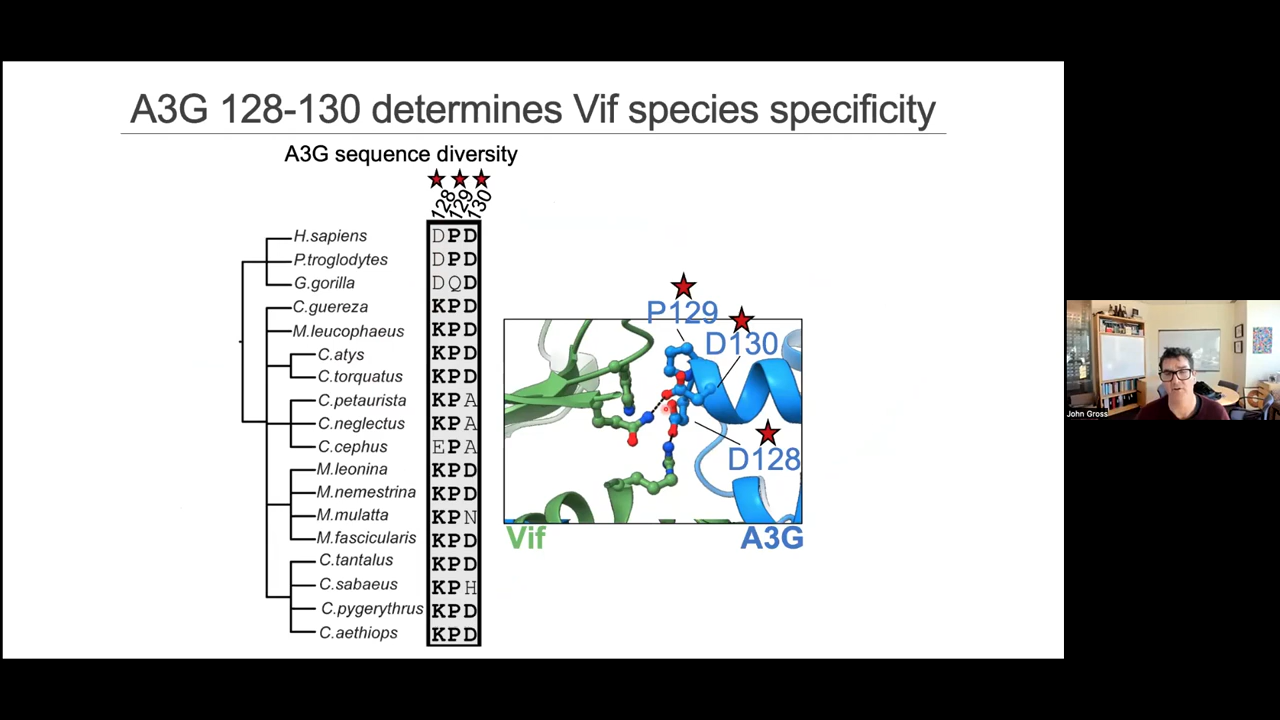 A3G 128-130 determines Vif species specificity
A3G sequence diversity
128 129 130
H.sapiens DPD
P.troglodytes DPD
G.gorilla DQD
C.guereza KPD
M.leucophaeus KPD
C.atys KPD
C.torquatus KPD
C.petaurista KPA
C.neglectus KPA
C.cephus EPA
M.leonina KPD
M.nemestrina KPD
M.mulatta KPN
M.fascicularis KPD
C.tantalus KPD
C.sabaeus KPH
C.pygerythrus KPD
C.aethiops KPD
P129
D130
D128
Vif
A3G
John Gross